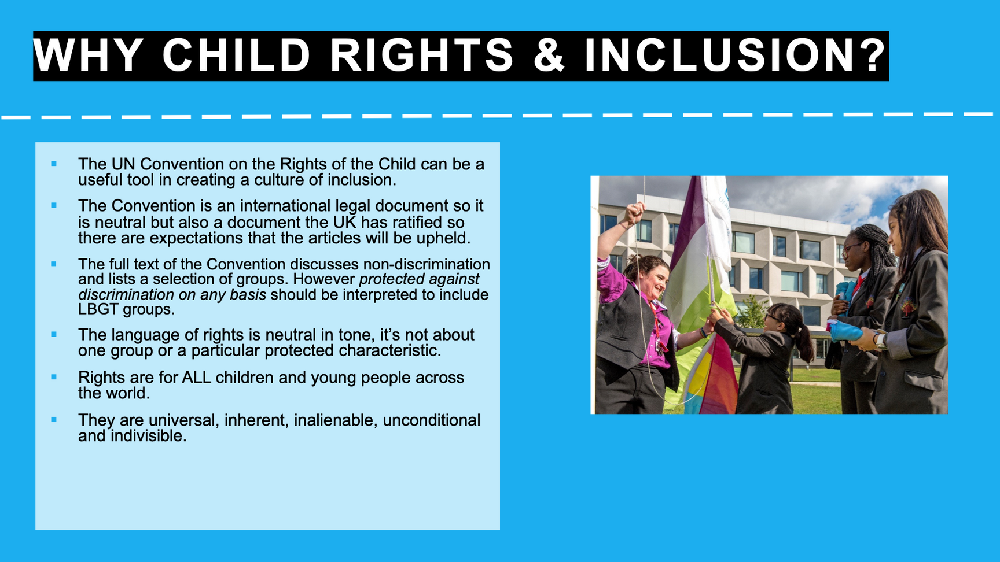 WHY CHILD RIGHTS & INCLUSION?
The UN Convention on the Rights of the Child can be a
useful tool in creating a culture of inclusion.
The Convention is an international legal document so it
is neutral but also a document the UK has ratified so
there are expectations that the articles will be upheld.
The full text of the Convention discusses non-discrimination
and lists a selection of groups. However protected against
discrimination on any basis should be interpreted to include
LBGT groups.
The language of rights is neutral in tone, it’s not about
one group or a particular protected characteristic.
Rights are for ALL children and young people across
the world.
They are universal, inherent, inalienable, unconditional
and indivisible.